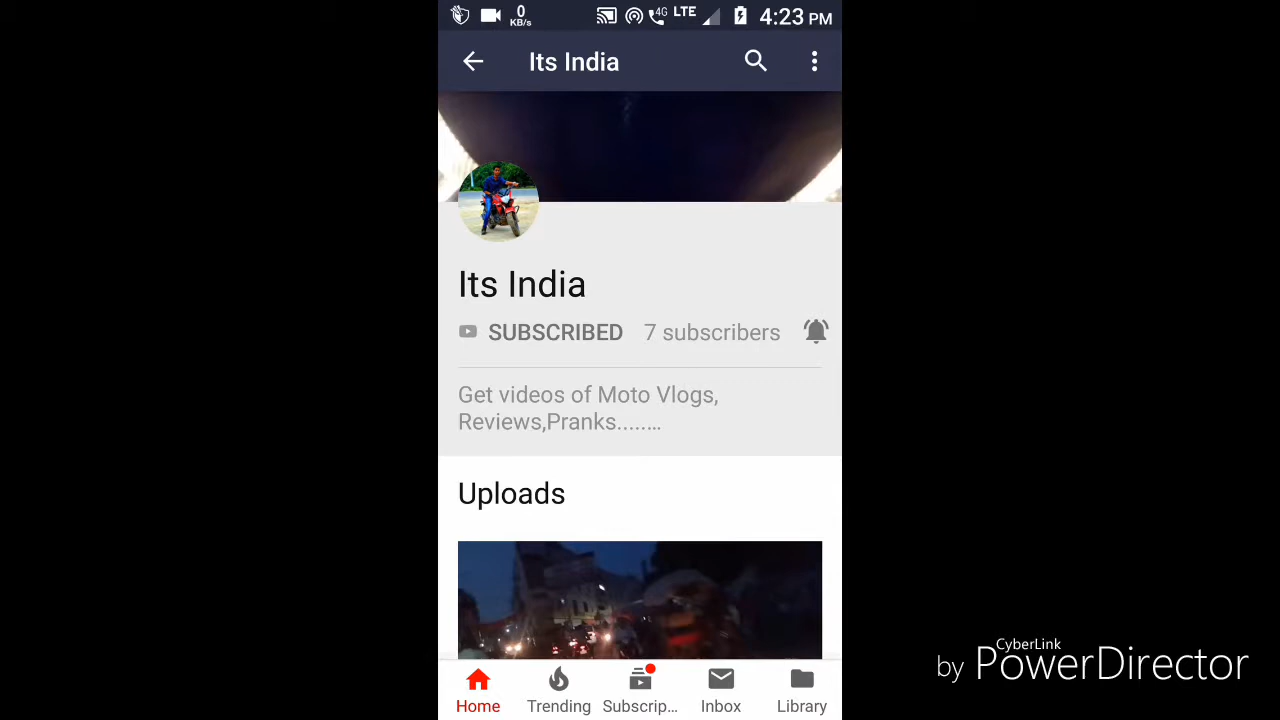 0
KB/s
4G
LTE
4:23 PM
Its India
Its India
SUBSCRIBED 7 subscribers
Get videos of Moto Vlogs,
Reviews,Pranks.....…
Uploads
Home Trending Subscrip... Inbox Library
CyberLink
by PowerDirector